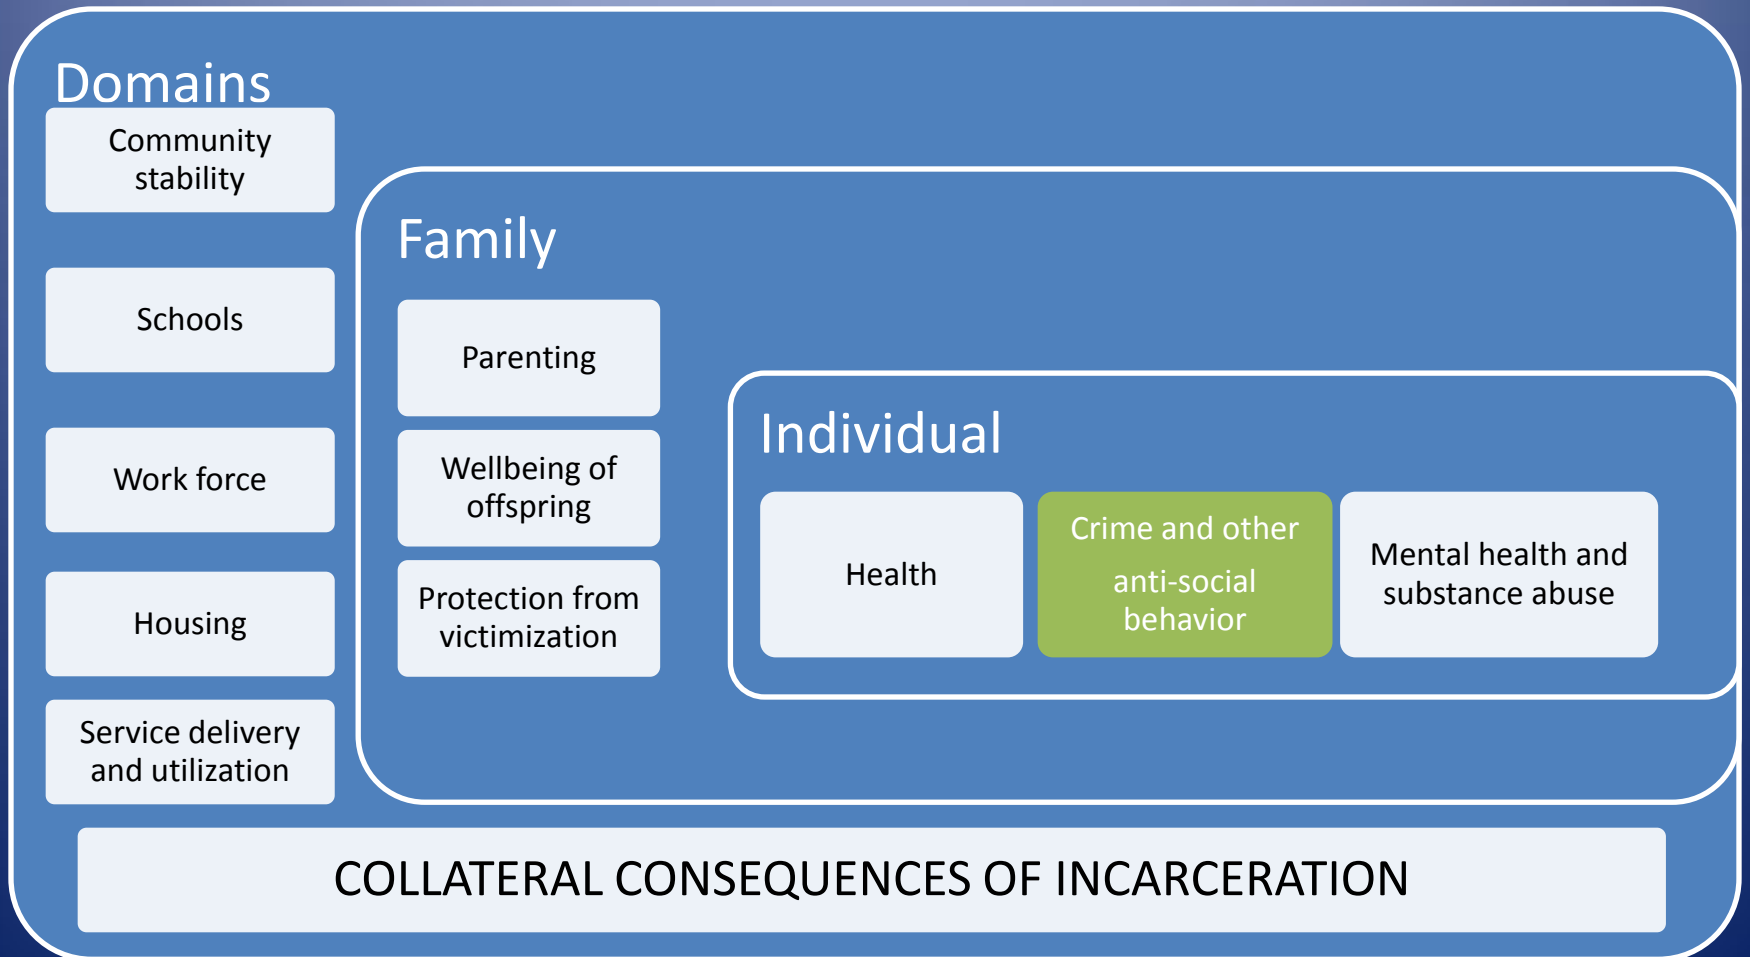 Domains
Community
stability
Schools
Work force
Housing
Service delivery
and utilization
Family
Parenting
Wellbeing of
offspring
Protection from
victimization
Individual
Health
Crime and other
anti-social
behavior
Mental health and
substance abuse
COLLATERAL CONSEQUENCES OF INCARCERATION